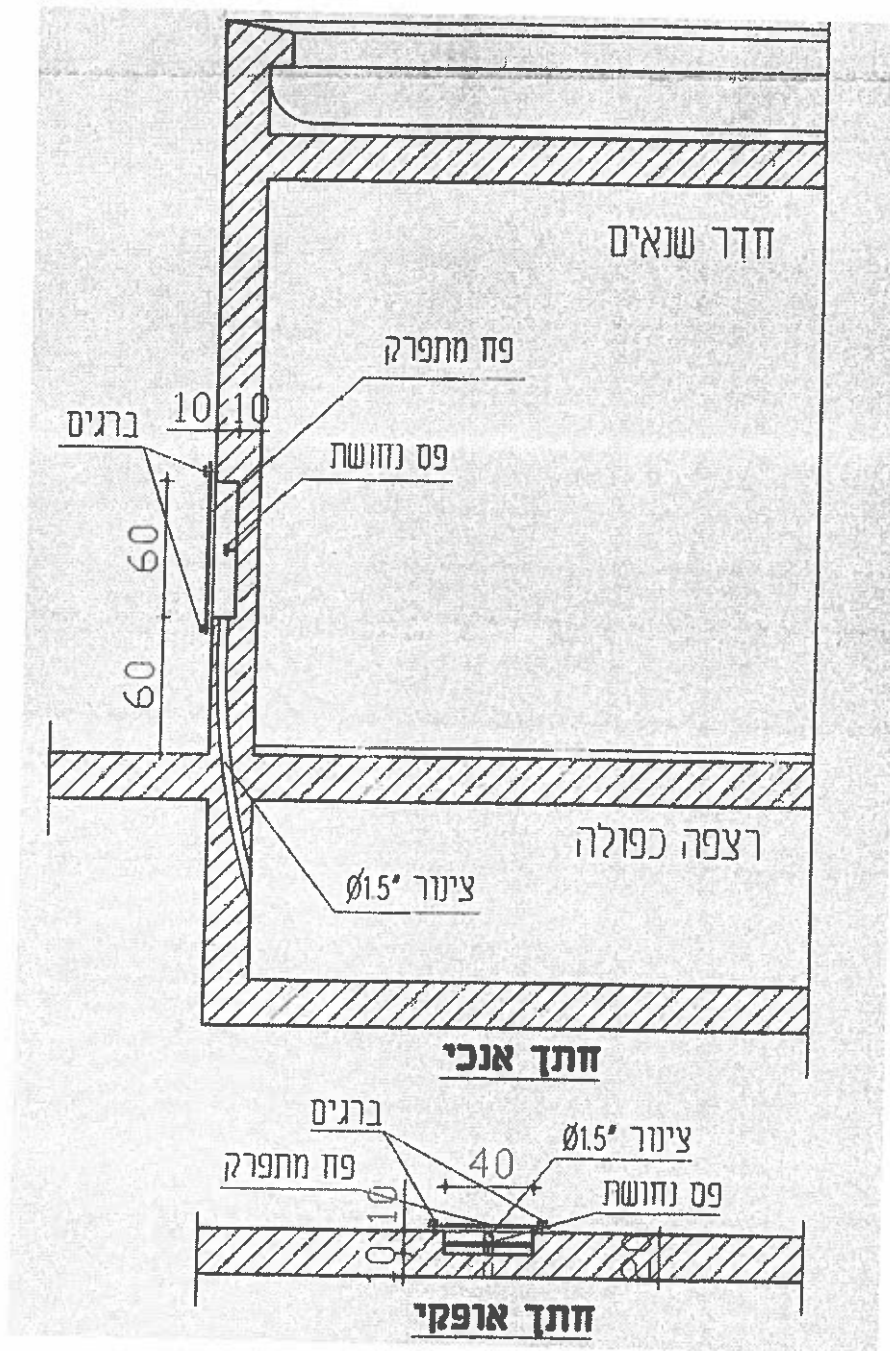 חדר שנאים
פח מתפרק
10 10
ברגים
פס נחושת
60
60
רצפה כפולה
צינור Ø1.5"
חתך אנכי
ברגים
צינור Ø1.5"
40
פח מתפרק
פס נחושת
10
10
חתך אופקי